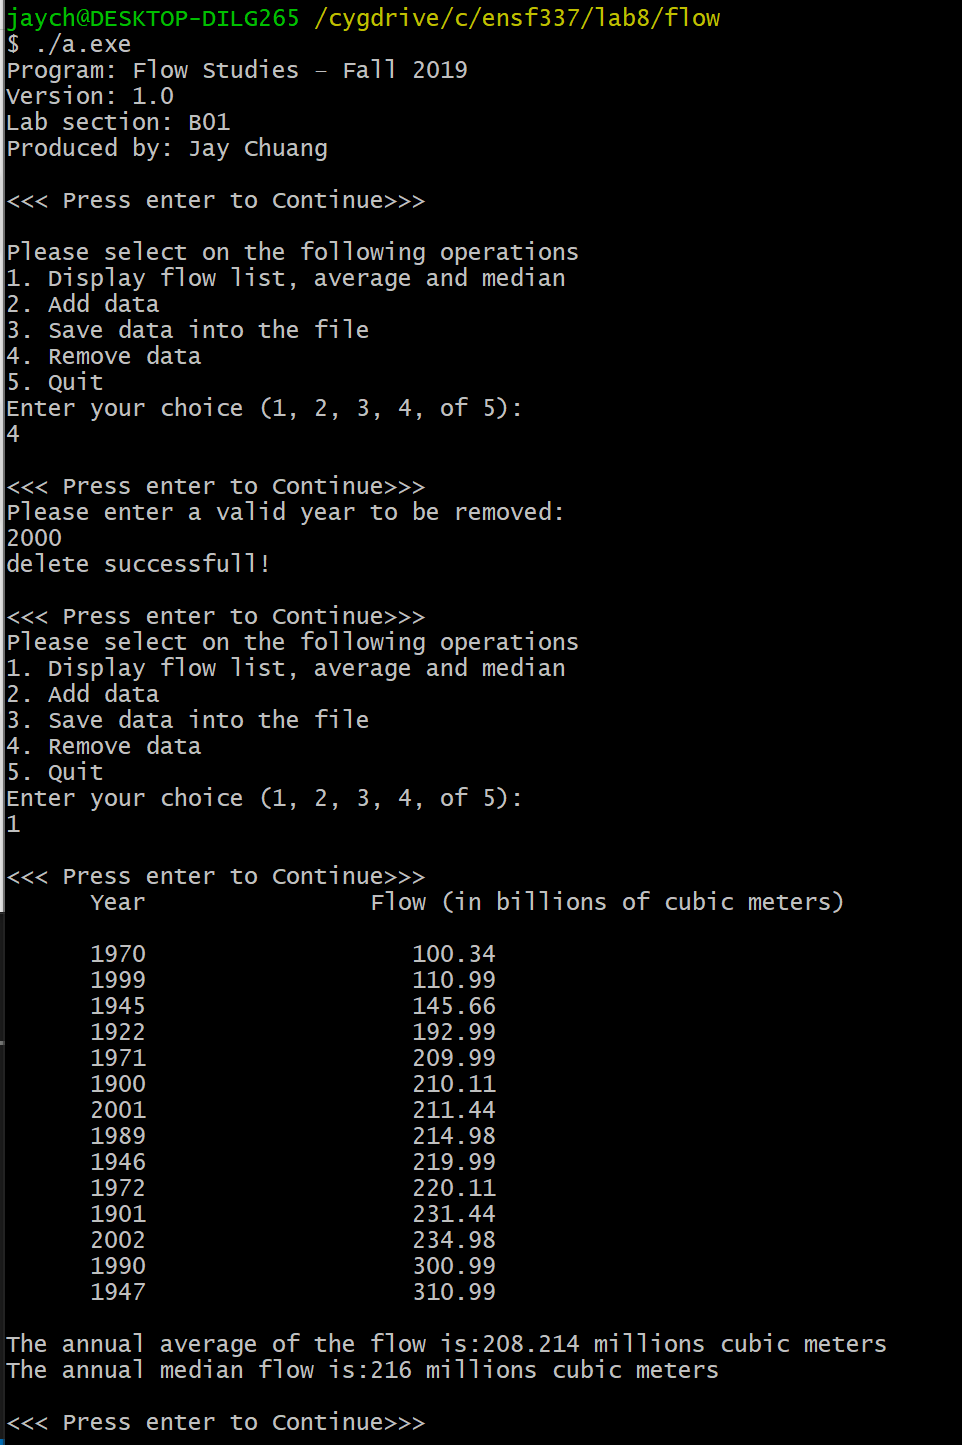 jaych@DESKTOP-DILG265 /cygdrive/c/ensf337/lab8/flow
$ ./a.exe
Program: Flow Studies – Fall 2019
Version: 1.0
Lab section: B01
Produced by: Jay Chuang
<<< Press enter to Continue>>>
Please select on the following operations
1. Display flow list, average and median
2. Add data
3. Save data into the file
4. Remove data
5. Quit
Enter your choice (1, 2, 3, 4, of 5):
4
<<< Press enter to Continue>>>
Please enter a valid year to be removed:
2000
delete successfull!
<<< Press enter to Continue>>>
Please select on the following operations
1. Display flow list, average and median
2. Add data
3. Save data into the file
4. Remove data
5. Quit
Enter your choice (1, 2, 3, 4, of 5):
1
<<< Press enter to Continue>>>
Year Flow (in billions of cubic meters)
1970 100.34
1999 110.99
1945 145.66
1922 192.99
1971 209.99
1900 210.11
2001 211.44
1989 214.98
1946 219.99
1972 220.11
1901 231.44
2002 234.98
1990 300.99
1947 310.99
The annual average of the flow is:208.214 millions cubic meters
The annual median flow is:216 millions cubic meters
<<< Press enter to Continue>>>